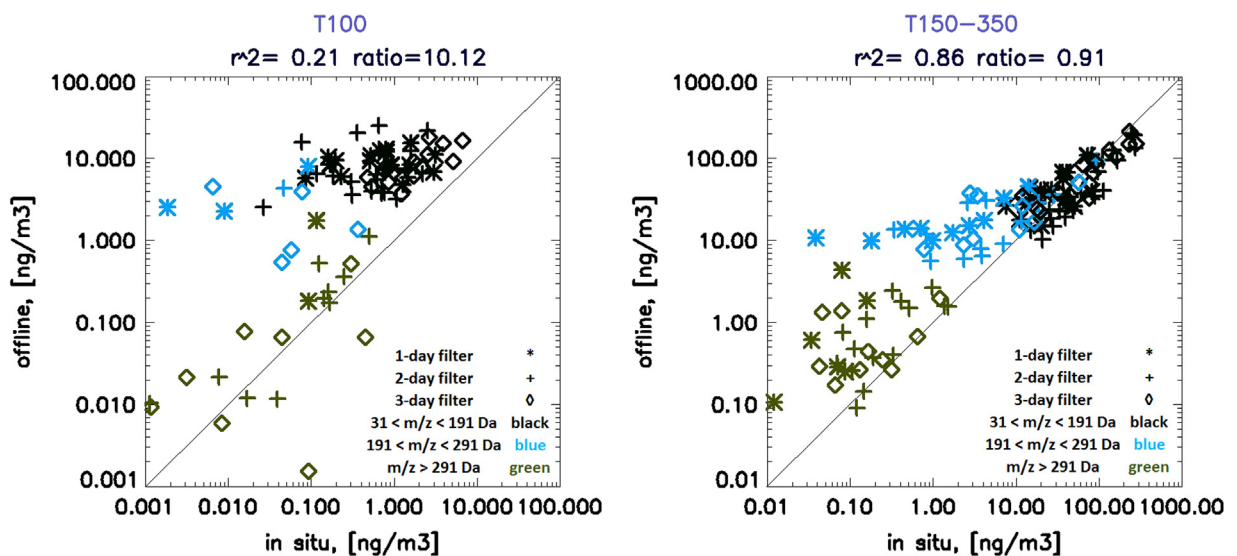 T100
r^2= 0.21 ratio=10.12
100.000
10.000
1.000
0.100
0.010
0.001
offline, [ng/m3]
0.001 0.010 0.100 1.000 10.000 100.000
in situ, [ng/m3]
1-day filter *
2-day filter +
3-day filter ◇
31 < m/z < 191 Da black
191 < m/z < 291 Da blue
m/z > 291 Da green
T150-350
r^2= 0.86 ratio= 0.91
1000.00
100.00
10.00
1.00
0.10
0.01
offline, [ng/m3]
0.01 0.10 1.00 10.00 100.00 1000.00
in situ, [ng/m3]
1-day filter *
2-day filter +
3-day filter ◇
31 < m/z < 191 Da black
191 < m/z < 291 Da blue
m/z > 291 Da green